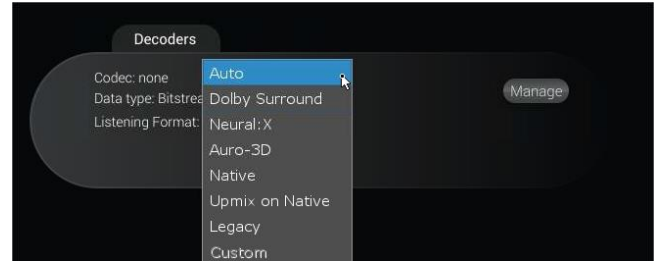 Decoders
Codec: none
Data type: Bitstrea
Listening Format:
Auto
Dolby Surround
Neural:X
Auro-3D
Native
Upmix on Native
Legacy
Custom
Manage